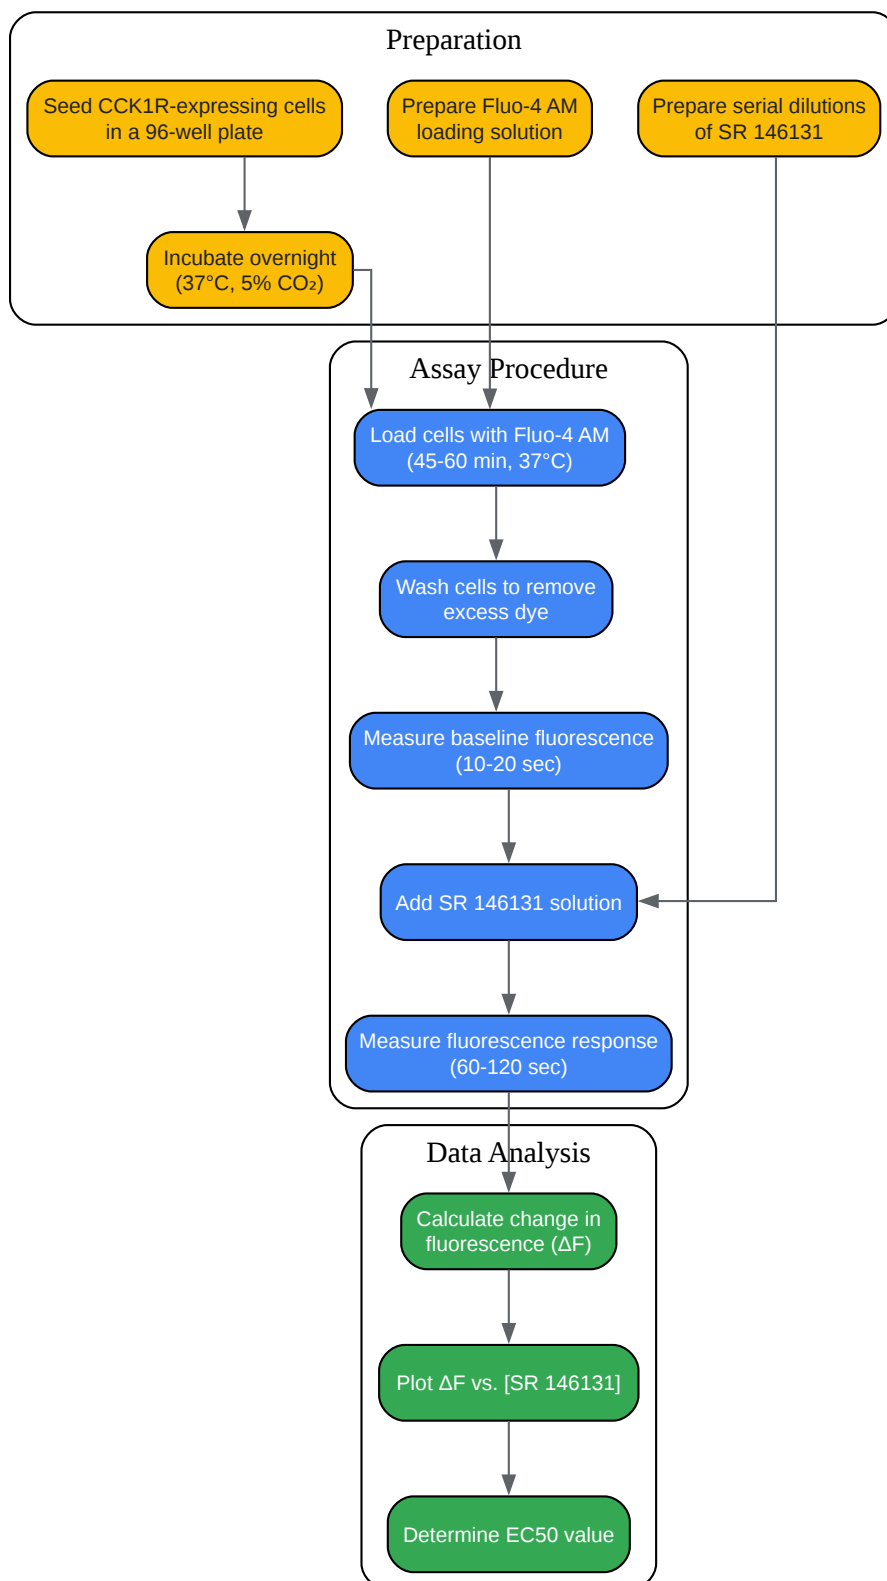 Preparation
Seed CCK1R-expressing cells
in a 96-well plate
Prepare Fluo-4 AM
loading solution
Prepare serial dilutions
of SR 146131
Incubate overnight
(37°C, 5% CO₂)
Assay Procedure
Load cells with Fluo-4 AM
(45-60 min, 37°C)
Wash cells to remove
excess dye
Measure baseline fluorescence
(10-20 sec)
Add SR 146131 solution
Measure fluorescence response
(60-120 sec)
Data Analysis
Calculate change in
fluorescence (ΔF)
Plot ΔF vs. [SR 146131]
Determine EC50 value